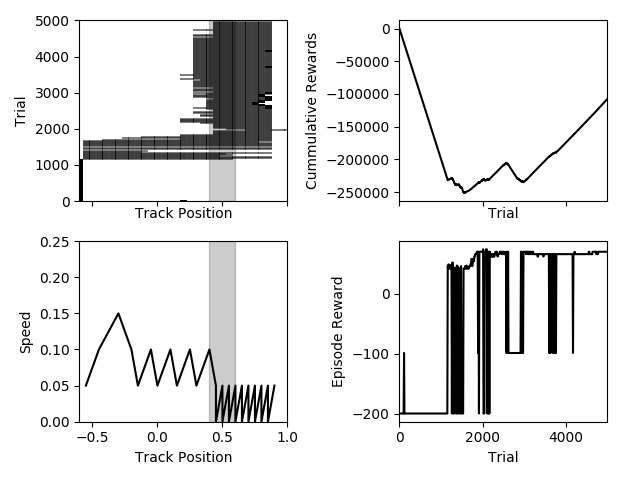 5000
4000
3000
2000
1000
0
Trial
Track Position
0
−50000
−100000
−150000
−200000
−250000
Cummulative Rewards
Trial
0.25
0.20
0.15
0.10
0.05
0.00
Speed
−0.5 0.0 0.5 1.0
Track Position
0
−100
−200
Episode Reward
0 2000 4000
Trial